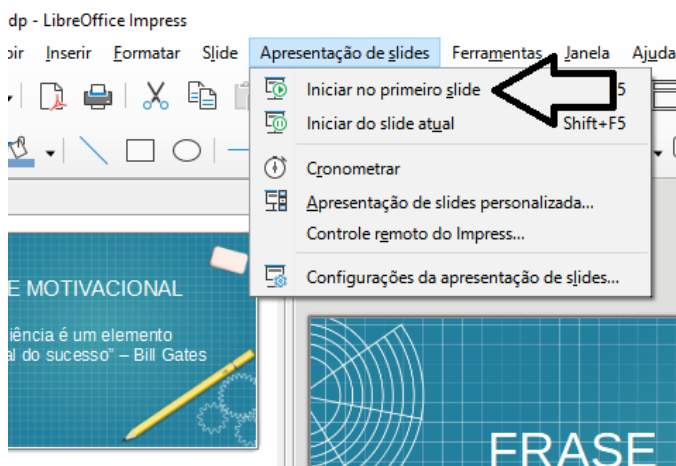 dp - LibreOffice Impress
Inserir Formatar Slide Apresentação de slides Ferramentas Janela Ajuda
Iniciar no primeiro slide 5
Iniciar do slide atual Shift+F5
Cronometrar
Apresentação de slides personalizada...
Controle remoto do Impress...
Configurações da apresentação de slides...
E MOTIVACIONAL
iência é um elemento
al do sucesso" – Bill Gates
FRASE